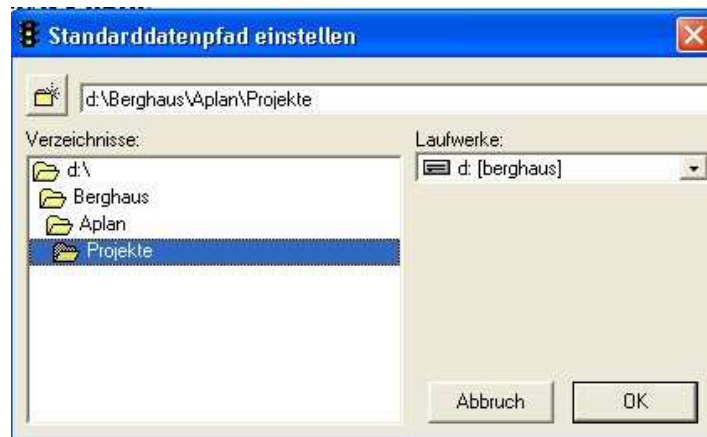 Standarddatenpfad einstellen
d:\Berghaus\Aplan\Projekte
Verzeichnisse:
d:\
Berghaus
Aplan
Projekte
Laufwerke:
d: [berghaus]
Abbruch
OK